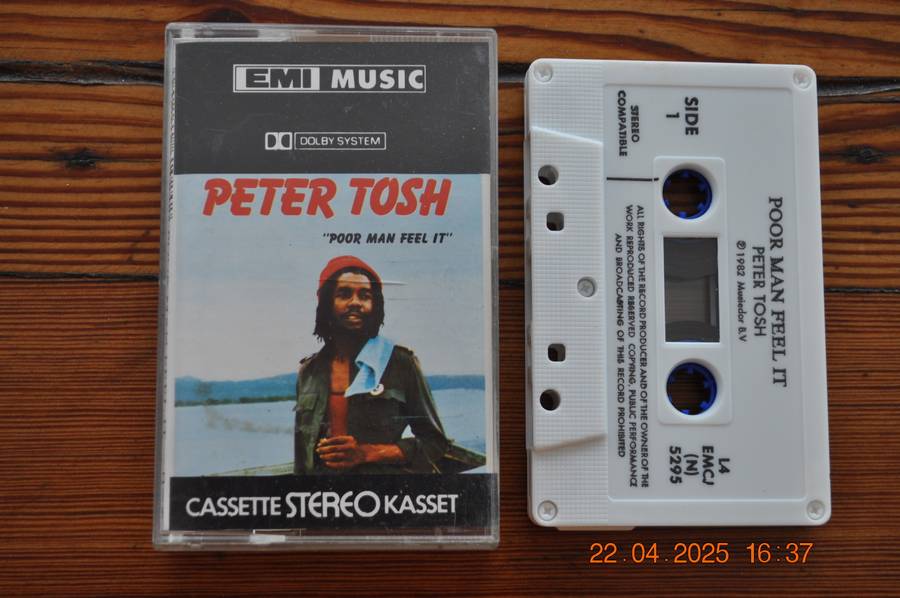 EMI MUSIC
DOLBY SYSTEM
PETER TOSH
"POOR MAN FEEL IT"
CASSETTE STEREO KASSET
SIDE
1
STEREO
COMPATIBLE
POOR MAN FEEL IT
PETER TOSH
℗ 1982 Musiedor B.V
ALL RIGHTS OF THE RECORD PRODUCER AND OF THE OWNER OF THE
WORK REPRODUCED RESERVED COPYING, PUBLIC PERFORMANCE
AND BROADCASTING OF THIS RECORD PROHIBITED
L4
EMCJ
(N)
5295
22.04.2025 16:37